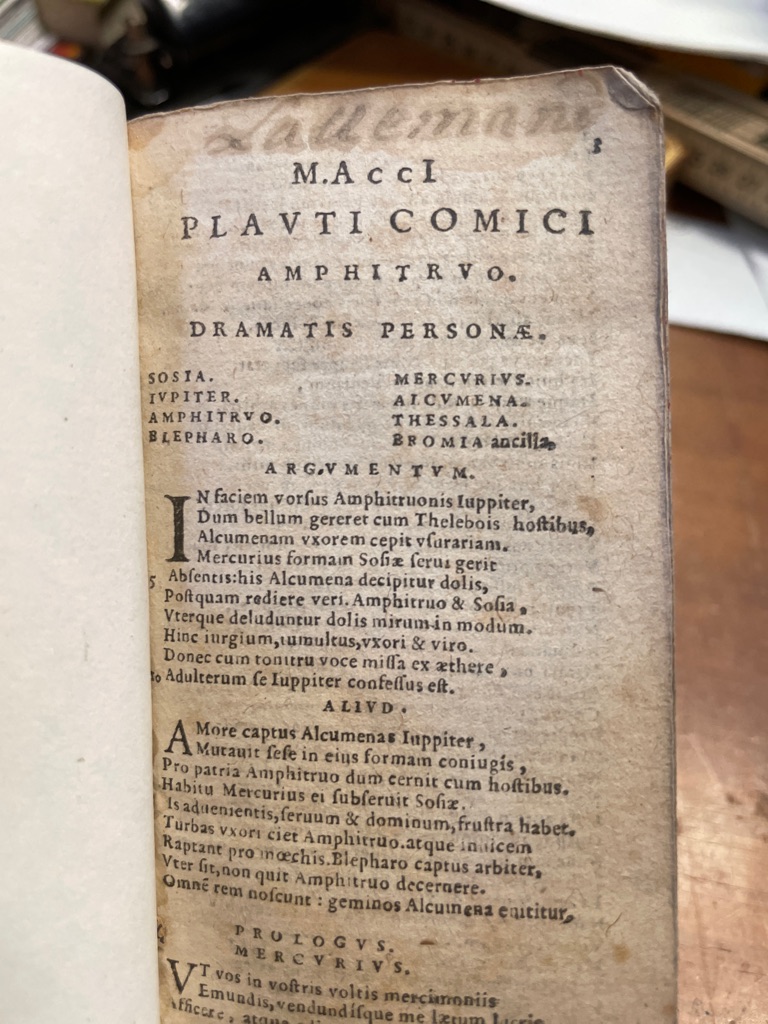 Lallemant
3
M. AccI
PLAVTI COMICI
AMPHITRVO.
DRAMATIS PERSONÆ.
SOSIA. MERCVRIVS.
IVPITER. ALCVMENA.
AMPHITRVO. THESSALA.
BLEPHARO. BROMIA ancilla,
ARGVMENTVM.
IN faciem vorſus Amphitruonis Iuppiter,
Dum bellum gereret cum Thelebois hoſtibus,
Alcumenam vxorem cepit vſurariam.
Mercurius formam Soſiæ ſerui gerit
5 Abſentis: his Alcumena decipitur dolis,
Poſtquam rediere veri. Amphitruo & Soſia,
Vterque deluduntur dolis mirum in modùm.
Hinc iurgium, tumultus, vxori & viro.
Donec cum tonitru voce miſſa ex æthere,
10 Adulterum ſe Iuppiter confeſſus eſt.
ALIVD.
AMore captus Alcumenas Iuppiter,
Mutauit ſeſe in eius formam coniugis,
Pro patria Amphitruo dum cernit cum hoſtibus.
Habitu Mercurius ei ſubſeruit Soſiæ.
Is aduenientis, ſeruum & dominum, fruſtra habet.
Turbas vxori ciet Amphitruo. atque inuicem
Raptant pro mœchis. Blepharo captus arbiter,
Vter ſit, non quit Amphitruo decernere.
Omnẽ rem noſcunt: geminos Alcumena enititur,
PROLOGVS.
MERCVRIVS.
VT vos in voſtris voltis mercimoniis
Emundis, vendundiſque me lætum Lucris
Afficere, atque